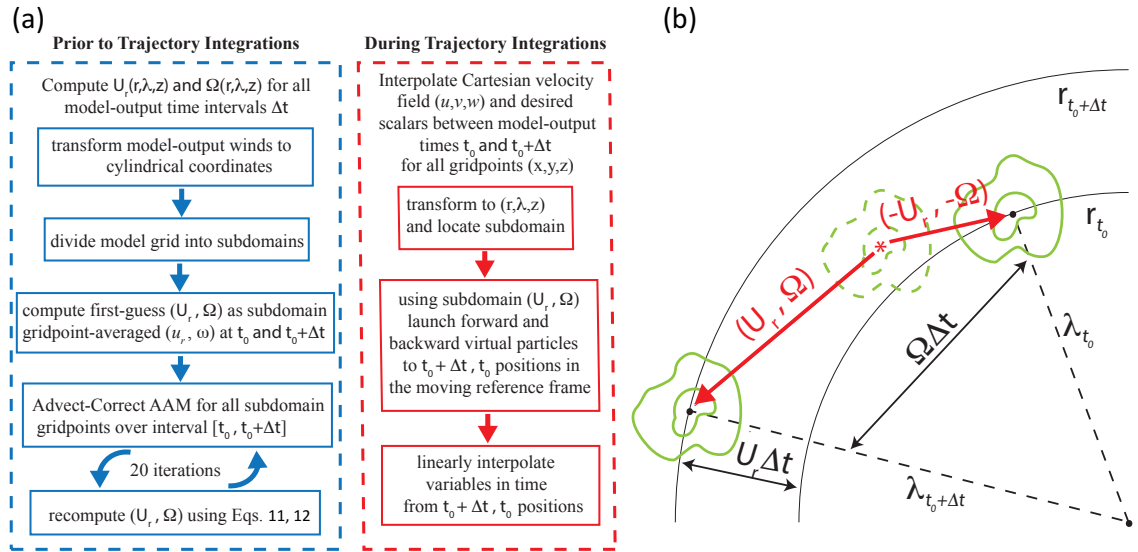 (a)
Prior to Trajectory Integrations
Compute U_r(r,λ,z) and Ω(r,λ,z) for all
model-output time intervals Δt
transform model-output winds to
cylindrical coordinates
divide model grid into subdomains
compute first-guess (U_r , Ω) as subdomain
gridpoint-averaged (u_r , ω) at t_0 and t_0+Δt
Advect-Correct AAM for all subdomain
gridpoints over interval [t_0 , t_0+Δt]
20 iterations
recompute (U_r , Ω) using Eqs. 11, 12
During Trajectory Integrations
Interpolate Cartesian velocity
field (u,v,w) and desired
scalars between model-output
times t_0 and t_0+Δt
for all gridpoints (x,y,z)
transform to (r,λ,z)
and locate subdomain
using subdomain (U_r , Ω)
launch forward and
backward virtual particles
to t_0 + Δt , t_0 positions in
the moving reference frame
linearly interpolate
variables in time
from t_0 + Δt , t_0 positions
(b)
r_{t_0+Δt}
r_{t_0}
(-U_r , -Ω)
*
(U_r , Ω)
ΩΔt
λ_{t_0}
U_r Δt
λ_{t_0+Δt}